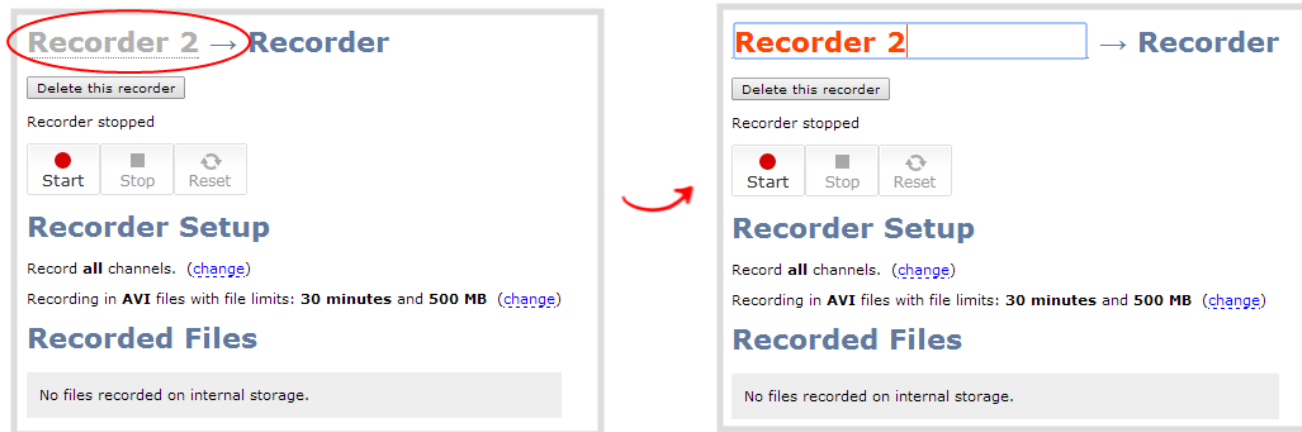 Recorder 2 → Recorder
Delete this recorder
Recorder stopped
Start Stop Reset
Recorder Setup
Record all channels. (change)
Recording in AVI files with file limits: 30 minutes and 500 MB (change)
Recorded Files
No files recorded on internal storage.
Recorder 2 → Recorder
Delete this recorder
Recorder stopped
Start Stop Reset
Recorder Setup
Record all channels. (change)
Recording in AVI files with file limits: 30 minutes and 500 MB (change)
Recorded Files
No files recorded on internal storage.